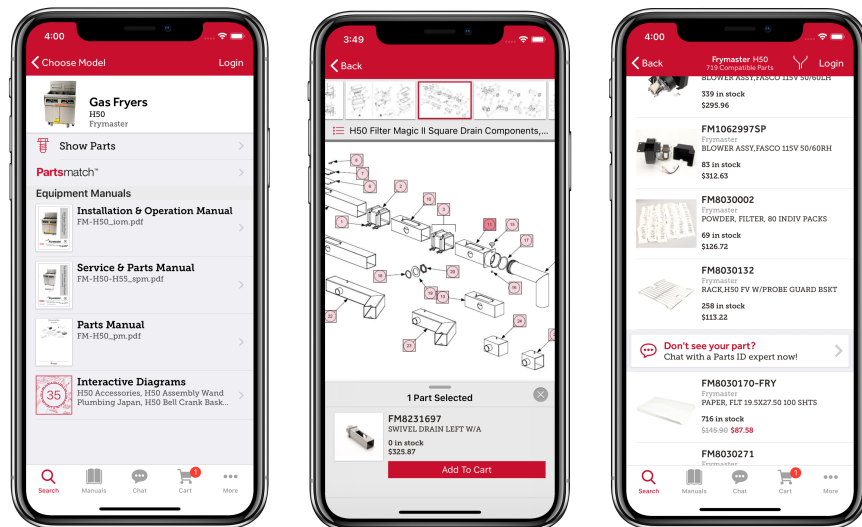 4:00
Choose Model
Login
Gas Fryers
H50
Frymaster
Show Parts
Partsmatch™
Equipment Manuals
Installation & Operation Manual
FM-H50_iom.pdf
Service & Parts Manual
FM-H50-H55_spm.pdf
Parts Manual
FM-H50_pm.pdf
35
Interactive Diagrams
H50 Accessories, H50 Assembly Wand
Plumbing Japan, H50 Bell Crank Bask...
1
Search
Manuals
Chat
Cart
More
3:49
Back
H50 Filter Magic II Square Drain Components,...
1 Part Selected
FM8231697
SWIVEL DRAIN LEFT W/A
0 in stock
$325.87
Add To Cart
4:00
Back
Frymaster H50
719 Compatible Parts
Login
BLOWER ASSY,FASCO 115V 50/60LH
339 in stock
$295.96
FM1062997SP
Frymaster
BLOWER ASSY,FASCO 115V 50/60RH
83 in stock
$312.63
FM8030002
Frymaster
POWDER, FILTER, 80 INDIV PACKS
69 in stock
$126.72
FM8030132
Frymaster
RACK,H50 FV W/PROBE GUARD BSKT
258 in stock
$113.22
Don't see your part?
Chat with a Parts ID expert now!
FM8030170-FRY
Frymaster
PAPER, FLT 19.5X27.50 100 SHTS
716 in stock
$145.90 $87.58
FM8030271
Frymaster
1
Search
Manuals
Chat
Cart
More